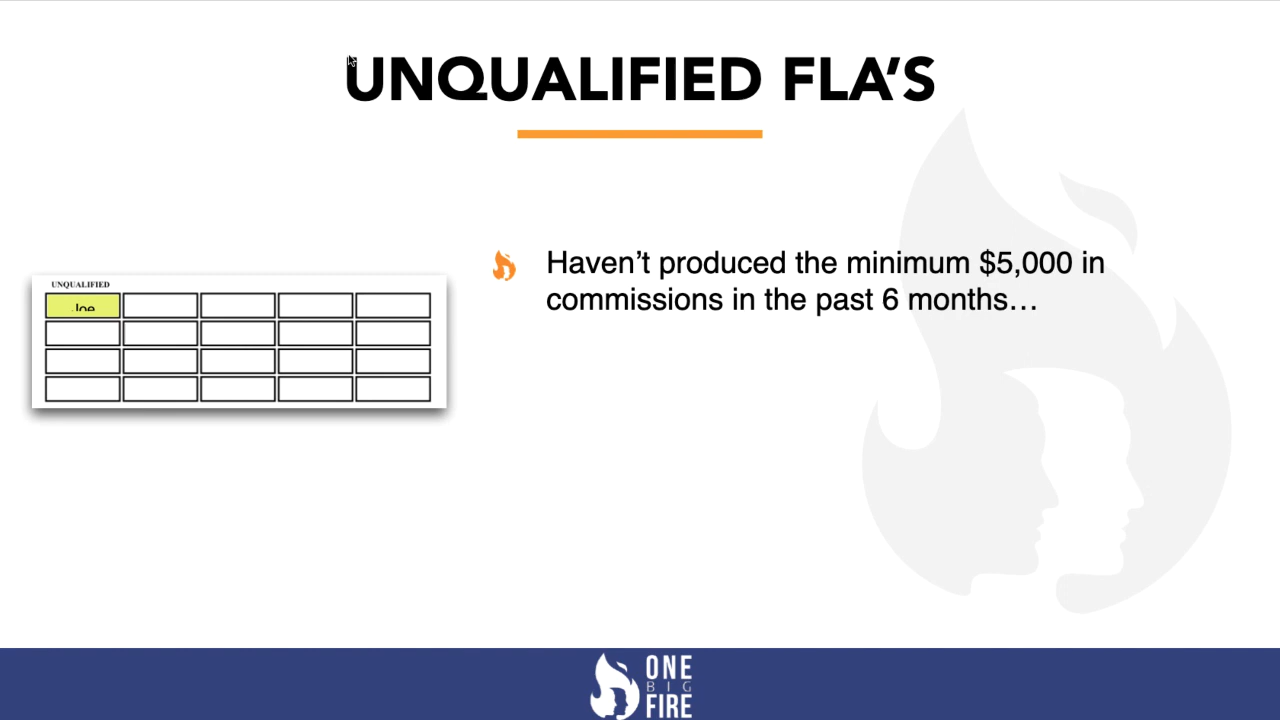 UNQUALIFIED FLA’S
Haven’t produced the minimum $5,000 in
commissions in the past 6 months…
UNQUALIFIED
Joe
ONE
BIG
FIRE